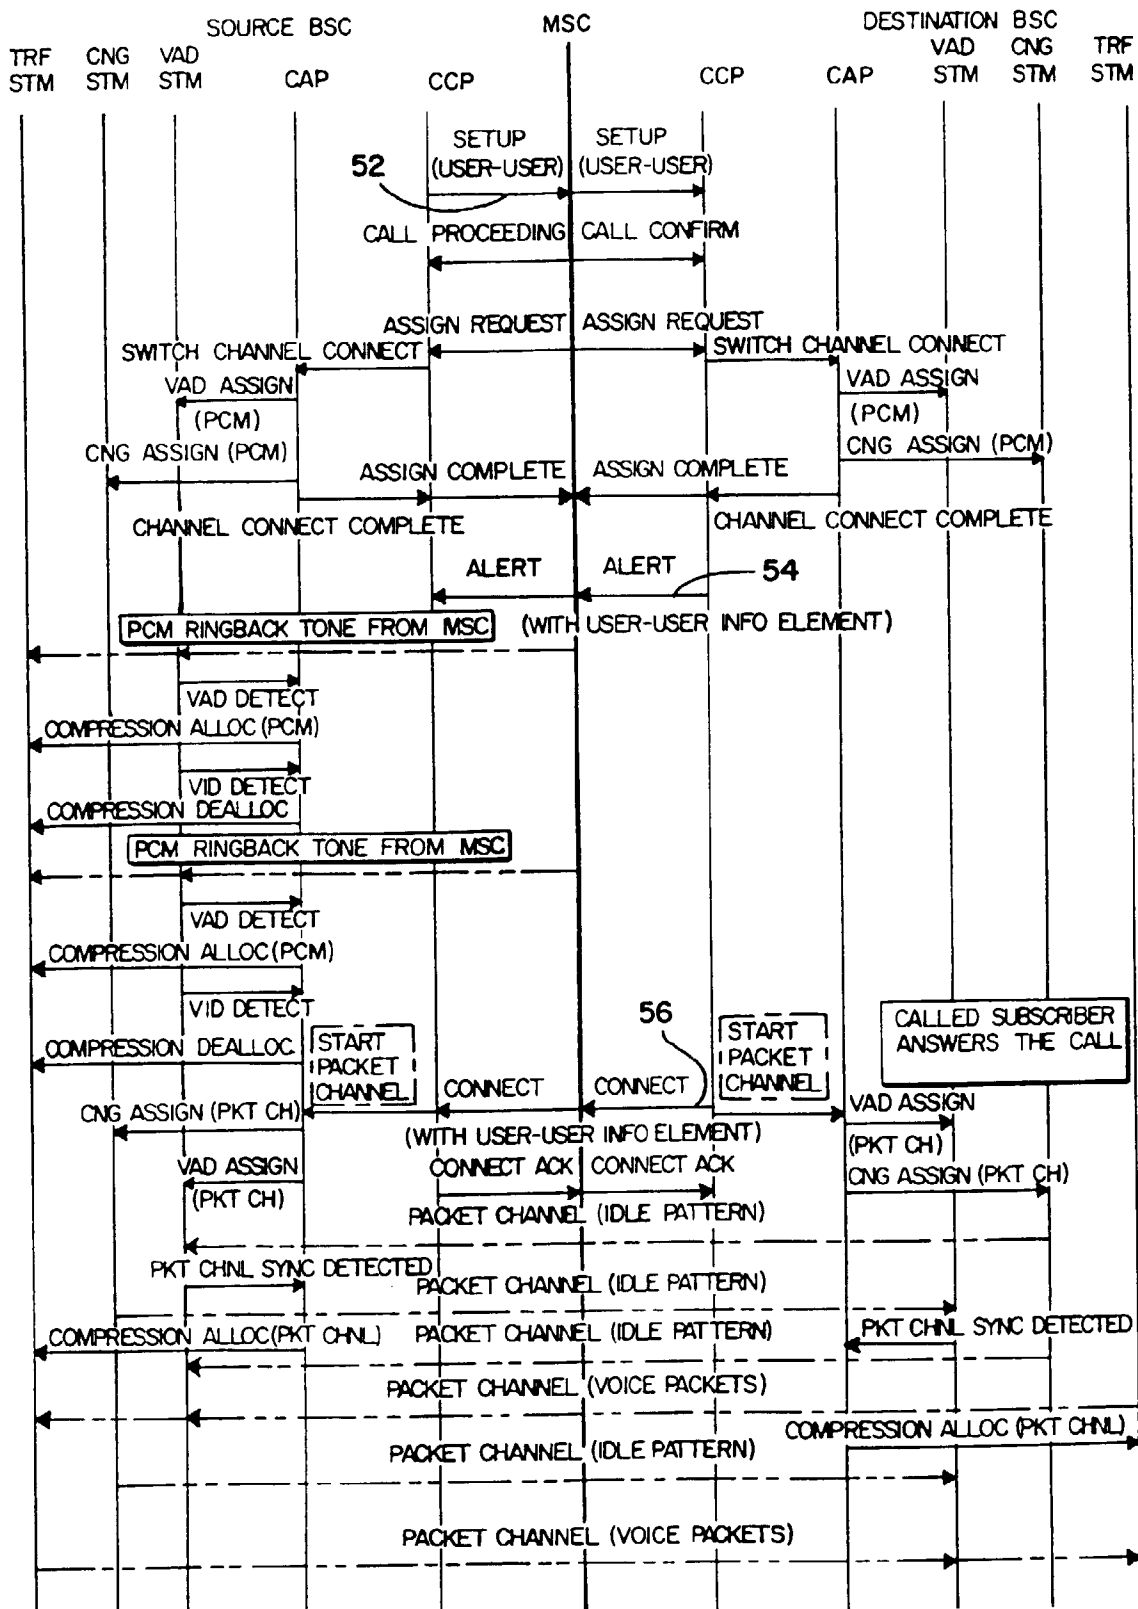 SOURCE BSC
MSC
DESTINATION BSC
TRF
STM
CNG
STM
VAD
STM
CAP
CCP
CCP
CAP
VAD
STM
CNG
STM
TRF
STM
SETUP
(USER-USER)
SETUP
(USER-USER)
52
CALL PROCEEDING
CALL CONFIRM
ASSIGN REQUEST
ASSIGN REQUEST
SWITCH CHANNEL CONNECT
SWITCH CHANNEL CONNECT
VAD ASSIGN
(PCM)
VAD ASSIGN
(PCM)
CNG ASSIGN (PCM)
CNG ASSIGN (PCM)
ASSIGN COMPLETE
ASSIGN COMPLETE
CHANNEL CONNECT COMPLETE
CHANNEL CONNECT COMPLETE
ALERT
ALERT
54
PCM RINGBACK TONE FROM MSC
(WITH USER-USER INFO ELEMENT)
VAD DETECT
COMPRESSION ALLOC (PCM)
VID DETECT
COMPRESSION DEALLOC
PCM RINGBACK TONE FROM MSC
VAD DETECT
COMPRESSION ALLOC (PCM)
VID DETECT
56
CALLED SUBSCRIBER
ANSWERS THE CALL
COMPRESSION DEALLOC.
START
PACKET
CHANNEL
START
PACKET
CHANNEL
CONNECT
CONNECT
CNG ASSIGN (PKT CH)
VAD ASSIGN
(PKT CH)
(WITH USER-USER INFO ELEMENT)
VAD ASSIGN
(PKT CH)
CONNECT ACK
CONNECT ACK
CNG ASSIGN (PKT CH)
PACKET CHANNEL (IDLE PATTERN)
PKT CHNL SYNC DETECTED
PACKET CHANNEL (IDLE PATTERN)
COMPRESSION ALLOC (PKT CHNL)
PACKET CHANNEL (IDLE PATTERN)
PKT CHNL SYNC DETECTED
PACKET CHANNEL (VOICE PACKETS)
COMPRESSION ALLOC (PKT CHNL)
PACKET CHANNEL (IDLE PATTERN)
PACKET CHANNEL (VOICE PACKETS)